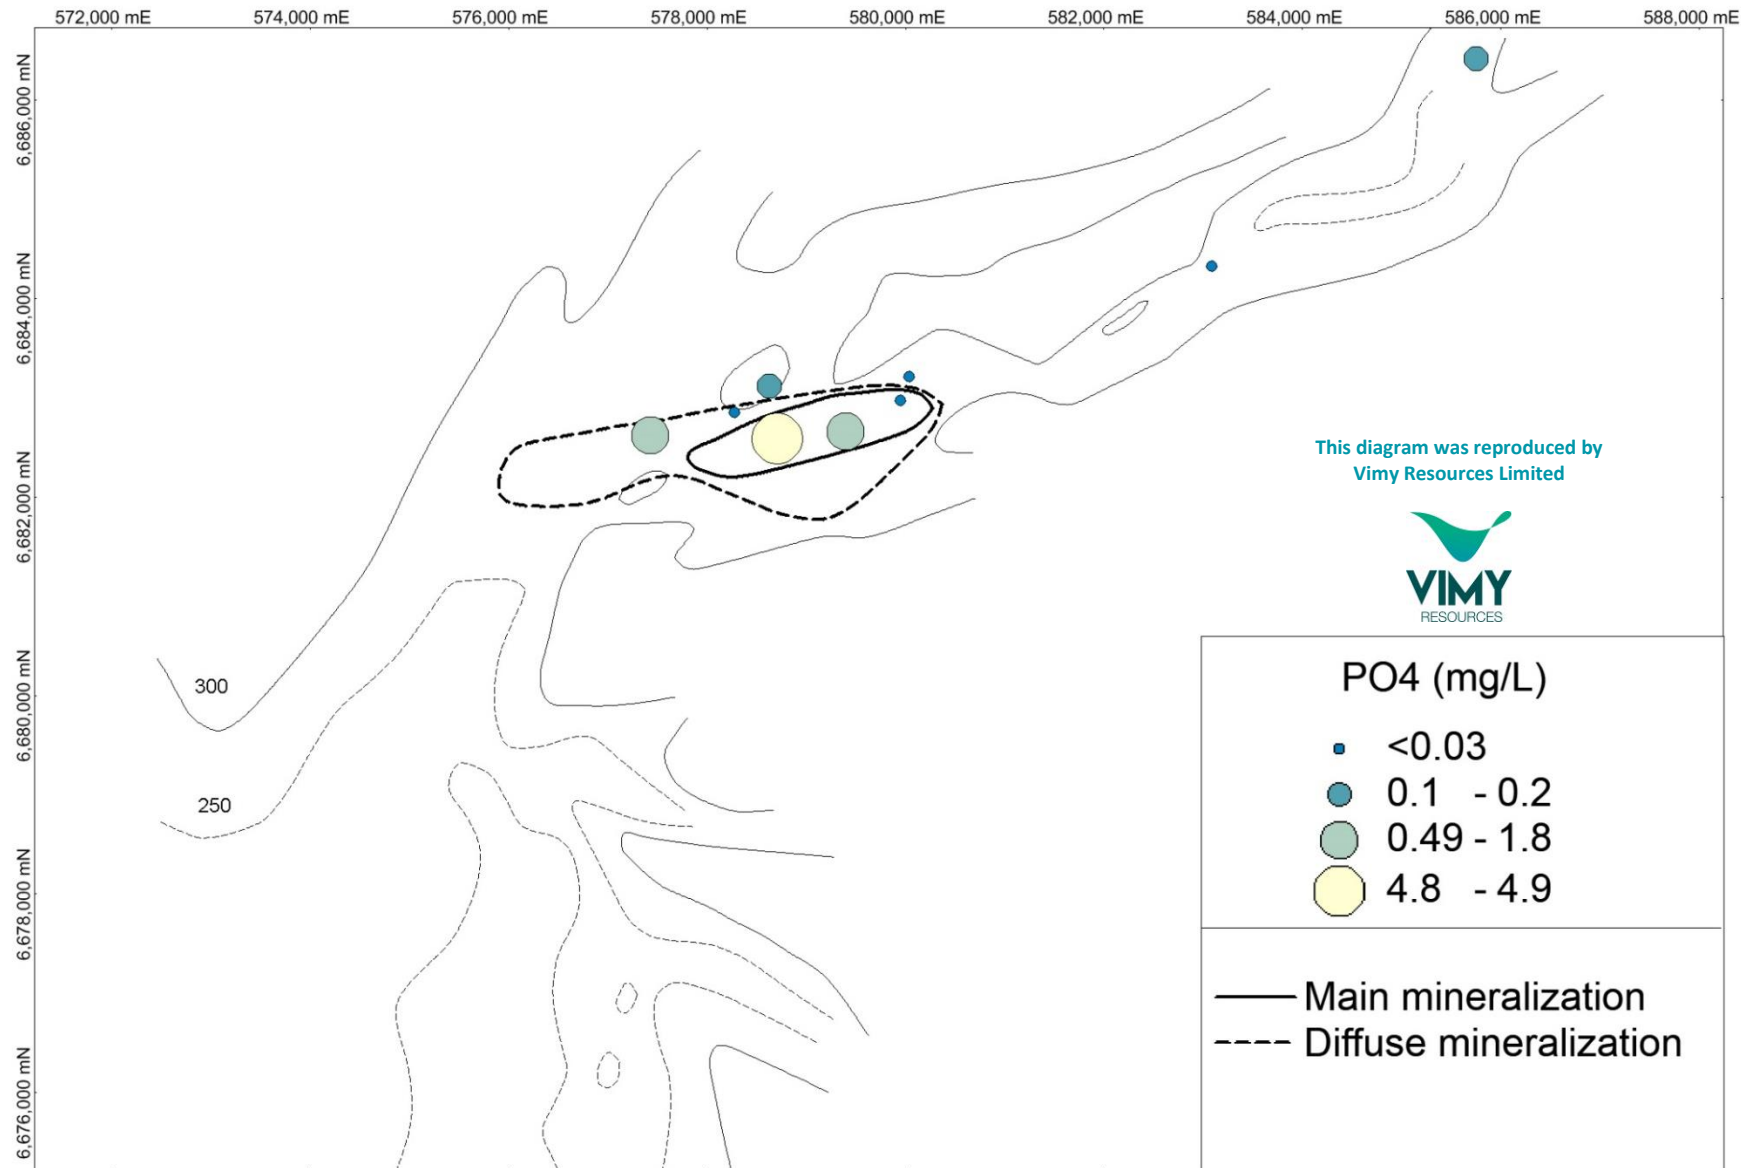 572,000 mE 574,000 mE 576,000 mE 578,000 mE 580,000 mE 582,000 mE 584,000 mE 586,000 mE 588,000 mE
6,686,000 mN
6,684,000 mN
6,682,000 mN
6,680,000 mN
6,678,000 mN
6,676,000 mN
300
250
This diagram was reproduced by
Vimy Resources Limited
VIMY
RESOURCES
PO4 (mg/L)
<0.03
0.1 - 0.2
0.49 - 1.8
4.8 - 4.9
Main mineralization
Diffuse mineralization